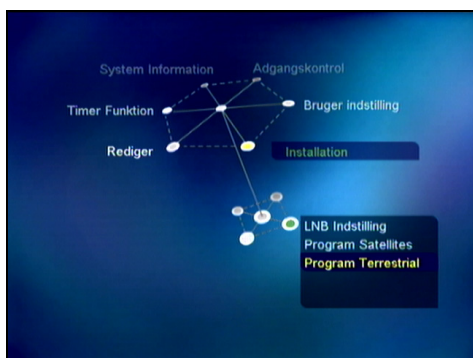 System Information
Adgangskontrol
Timer Funktion
Bruger indstilling
Rediger
Installation
LNB Indstilling
Program Satellites
Program Terrestrial